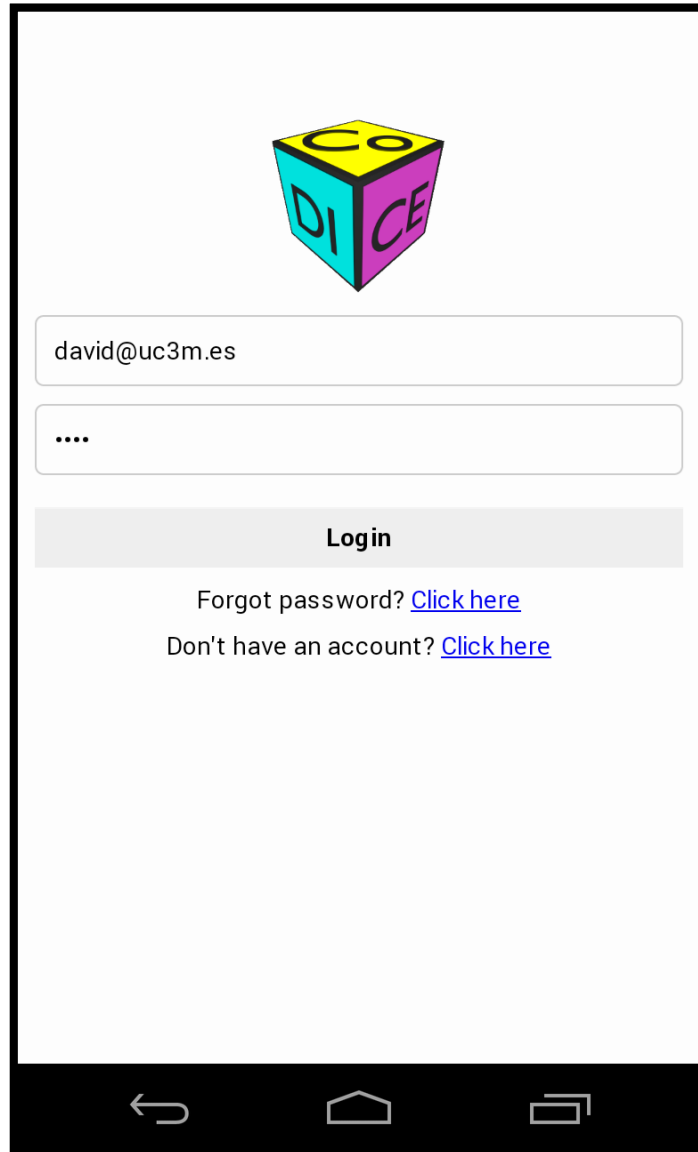 Co
DI CE
david@uc3m.es
••••
Login
Forgot password? Click here
Don't have an account? Click here